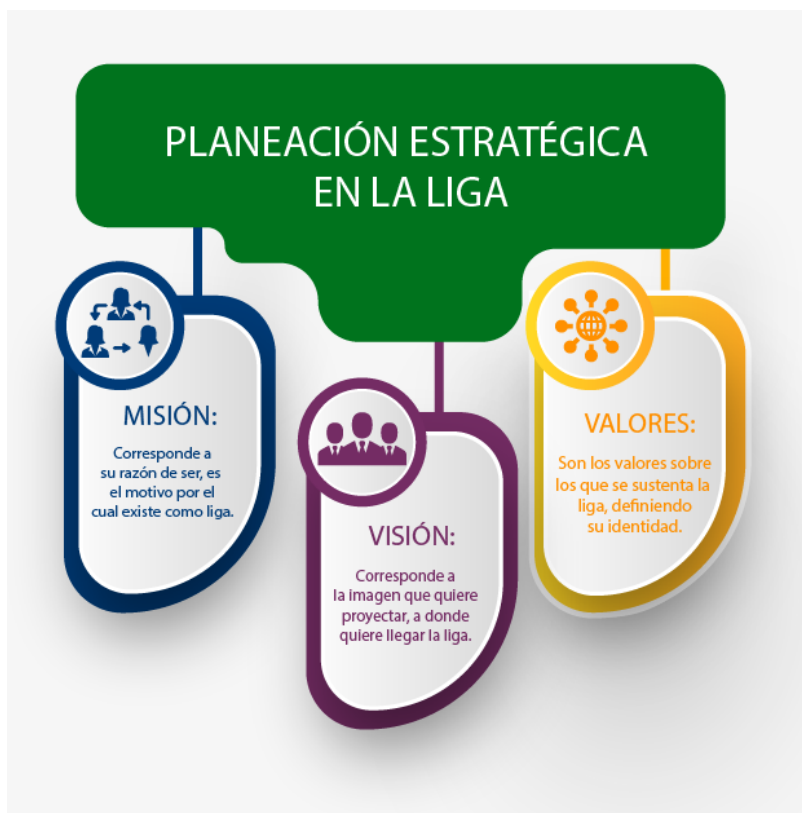 PLANEACIÓN ESTRATÉGICA
EN LA LIGA
MISIÓN:
Corresponde a
su razón de ser, es
el motivo por el
cual existe como liga.
VISIÓN:
Corresponde a
la imagen que quiere
proyectar, a donde
quiere llegar la liga.
VALORES:
Son los valores sobre
los que se sustenta la
liga, definiendo
su identidad.